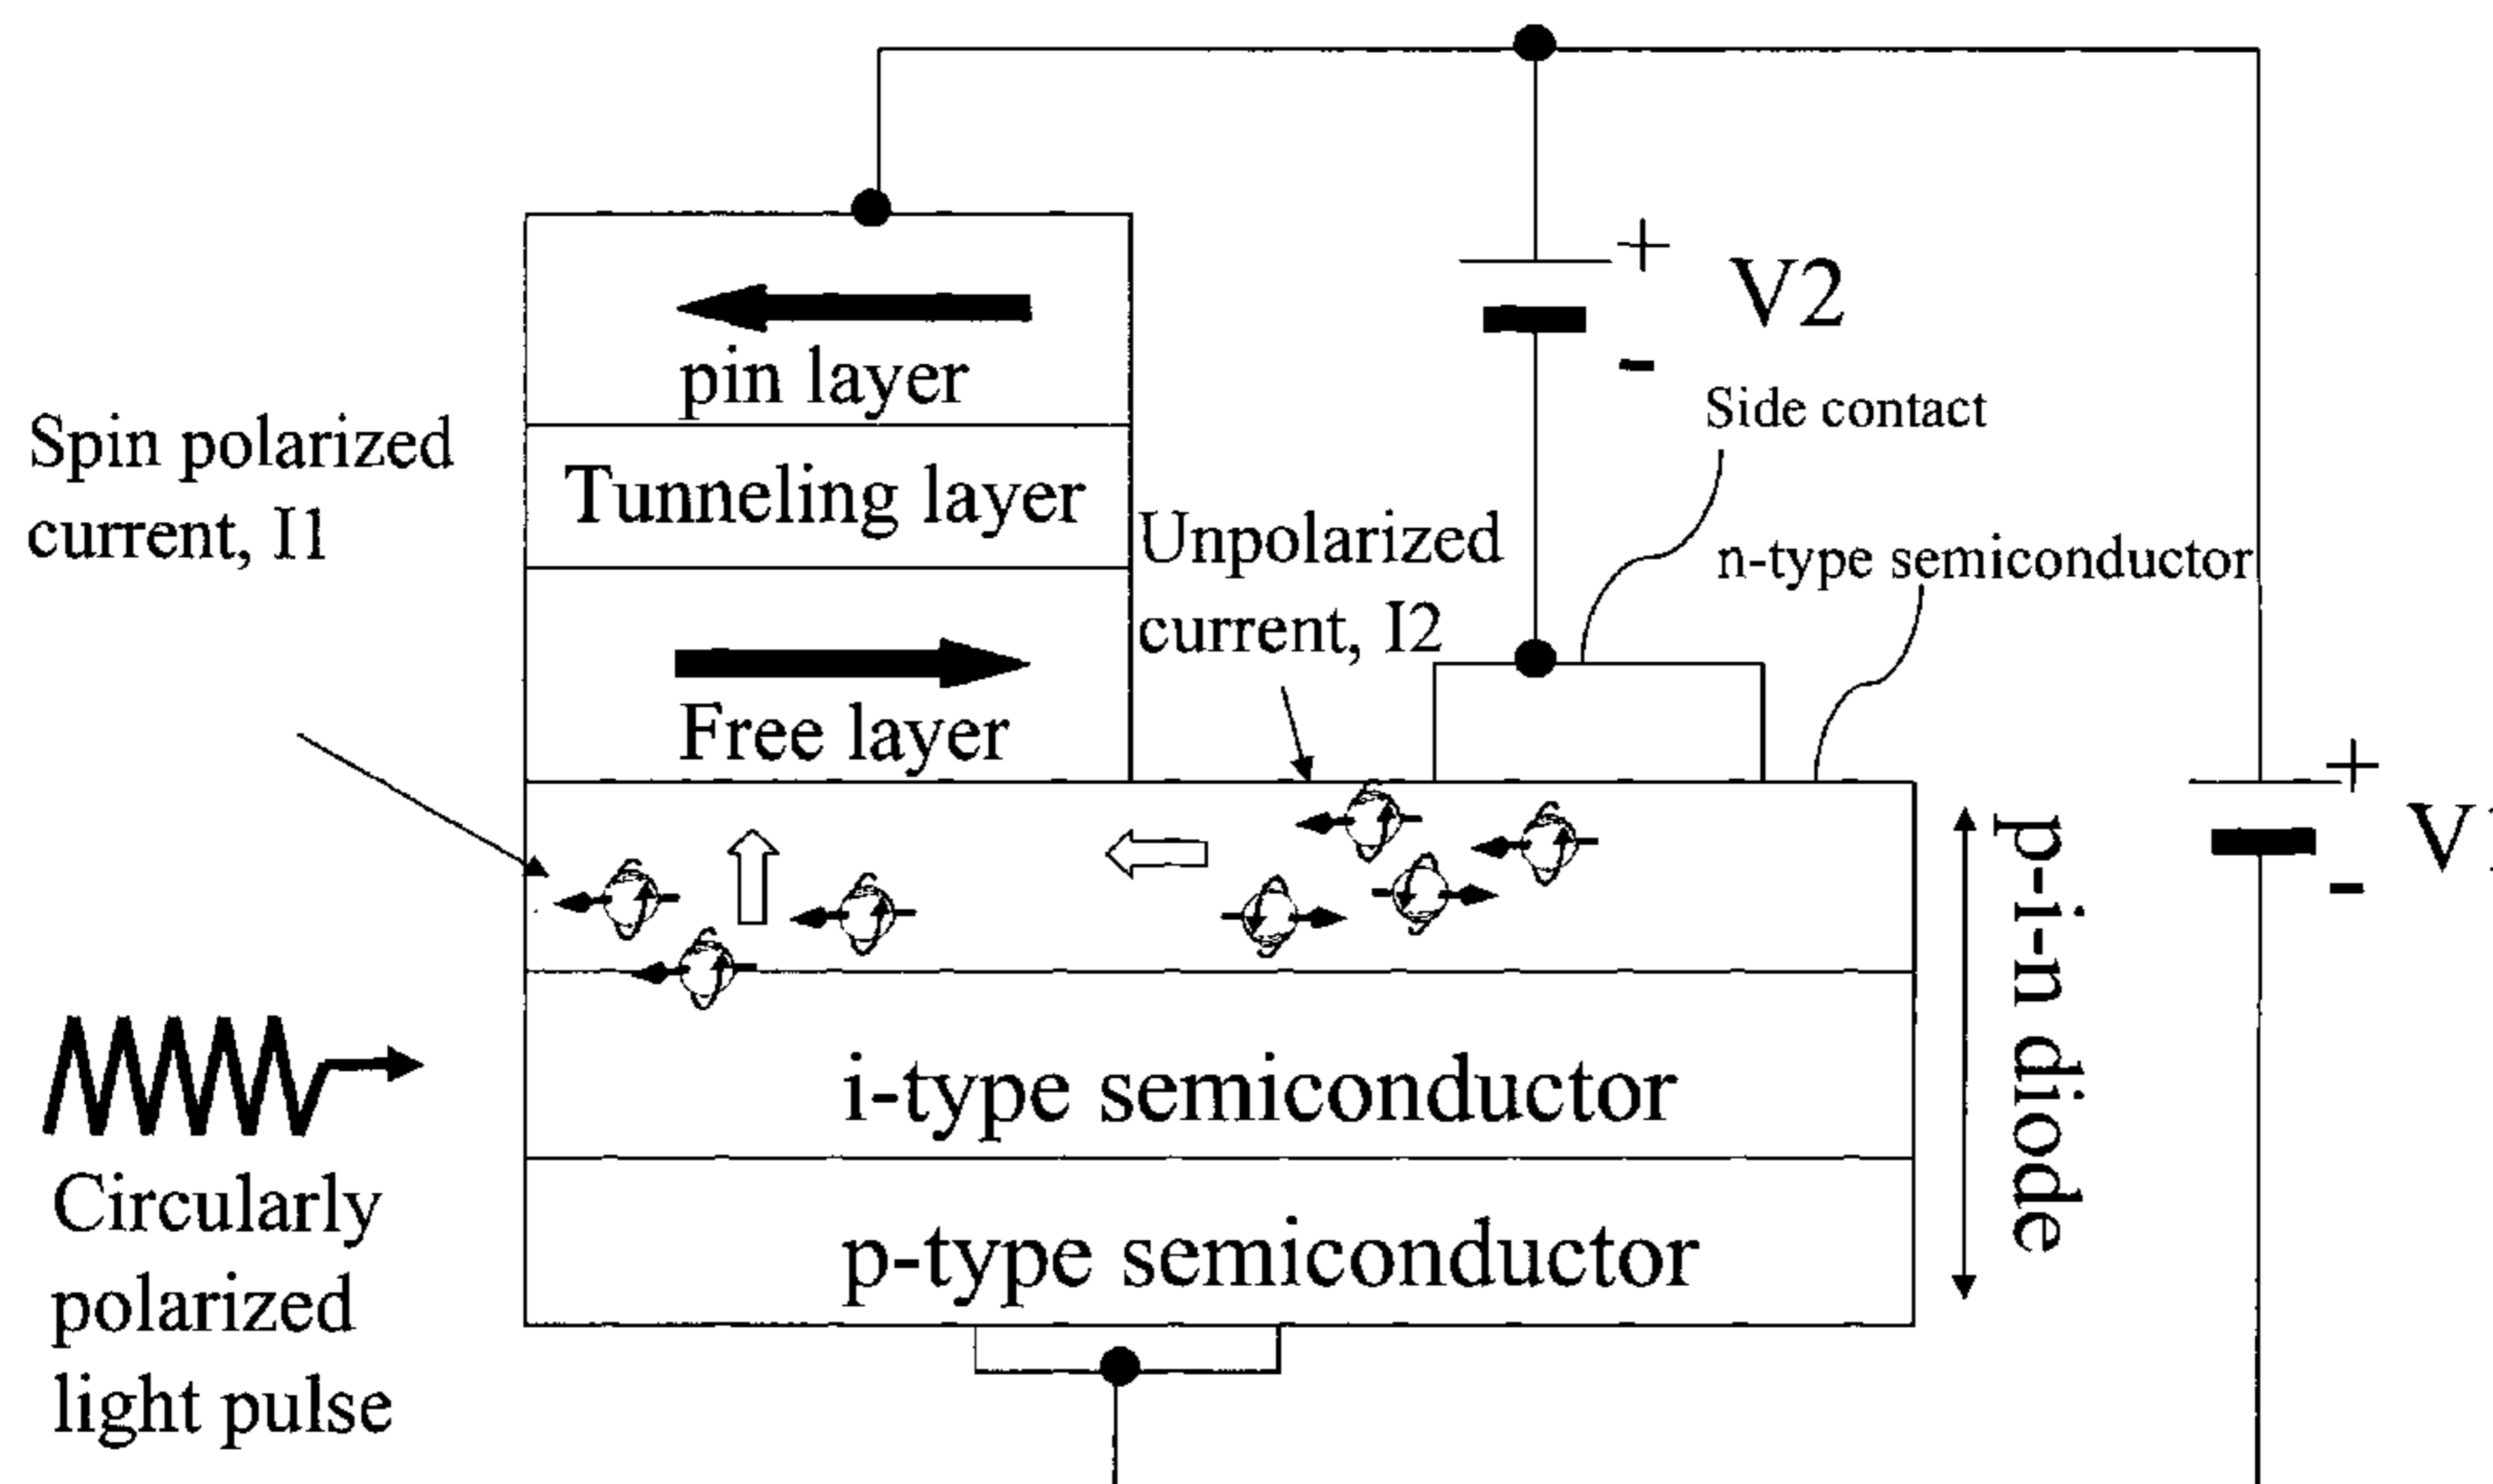 +
V2
-
pin layer
Side contact
Spin polarized
current, I1
Tunneling layer
Unpolarized
current, I2
n-type semiconductor
Free layer
+
-
p-i-n diode
i-type semiconductor
Circularly
polarized
light pulse
p-type semiconductor